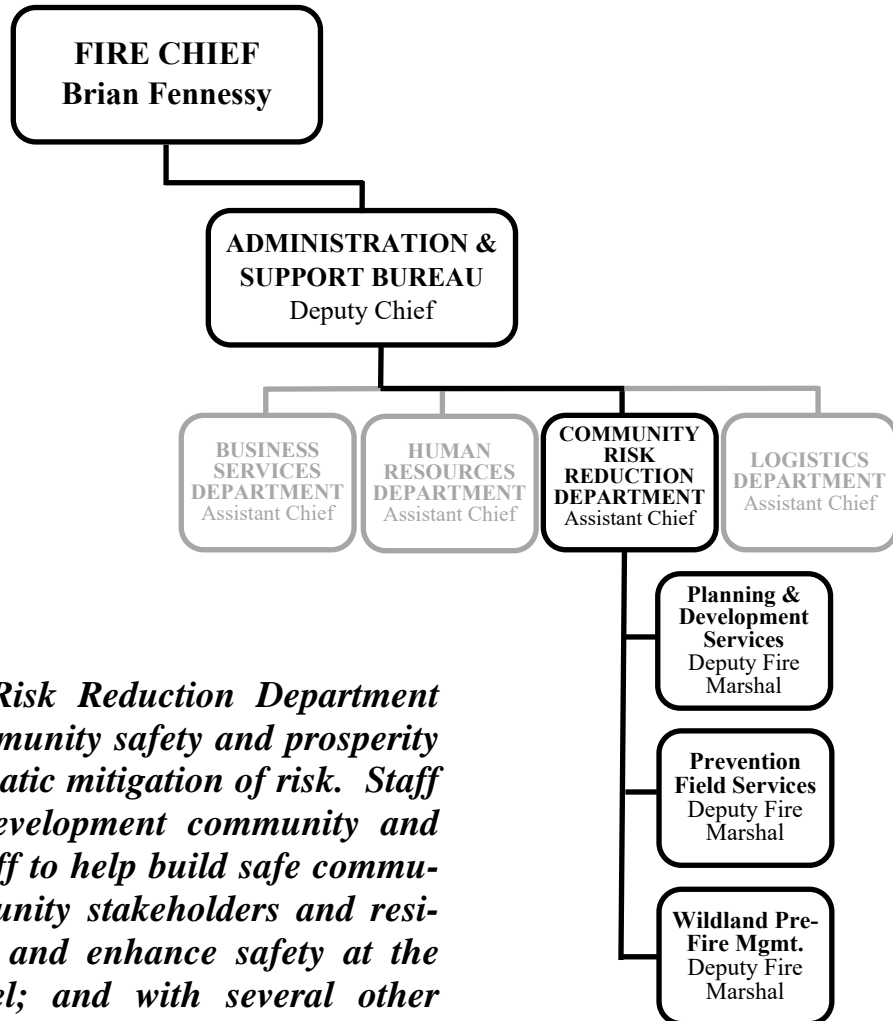 FIRE CHIEF
Brian Fennessy
ADMINISTRATION &
SUPPORT BUREAU
Deputy Chief
BUSINESS
SERVICES
DEPARTMENT
Assistant Chief
HUMAN
RESOURCES
DEPARTMENT
Assistant Chief
COMMUNITY
RISK
REDUCTION
DEPARTMENT
Assistant Chief
LOGISTICS
DEPARTMENT
Assistant Chief
Planning &
Development
Services
Deputy Fire
Marshal
Prevention
Field Services
Deputy Fire
Marshal
Wildland Pre-
Fire Mgmt.
Deputy Fire
Marshal
Risk Reduction Department
munity safety and prosperity
atic mitigation of risk. Staff
evelopment community and
ff to help build safe commu-
unity stakeholders and resi-
and enhance safety at the
el; and with several other